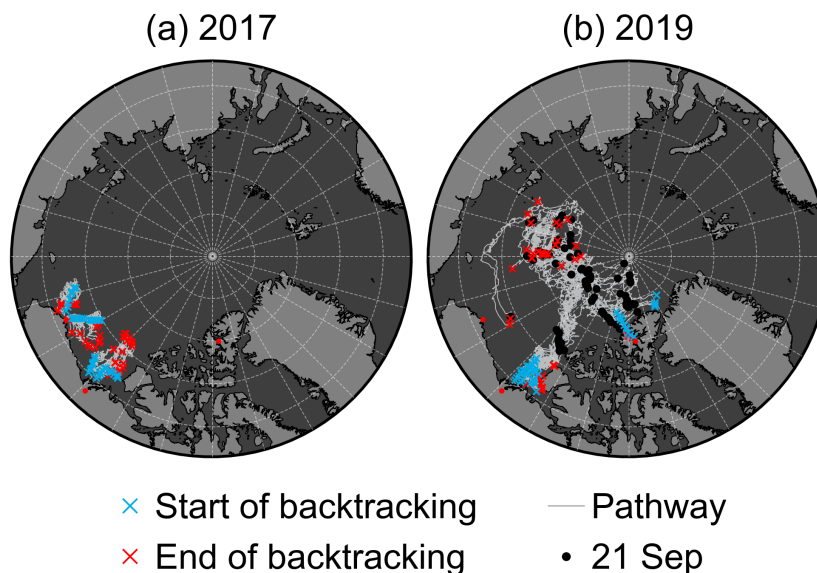 (a) 2017
(b) 2019
Start of backtracking
Pathway
End of backtracking
21 Sep